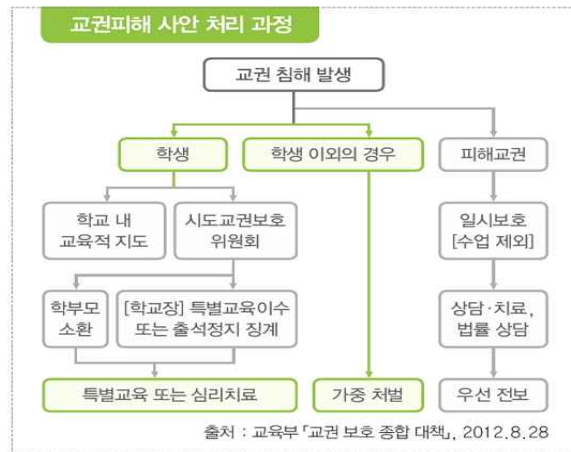 교권피해 사안 처리 과정
교권 침해 발생
학생
학생 이외의 경우
피해교권
학교 내
교육적 지도
시도교권보호
위원회
일시보호
[수업 제외]
학부모
소환
[학교장] 특별교육이수
또는 출석정지 징계
상담·치료,
법률 상담
특별교육 또는 심리치료
가중 처벌
우선 전보
출처 : 교육부 「교권 보호 종합 대책」, 2012.8.28